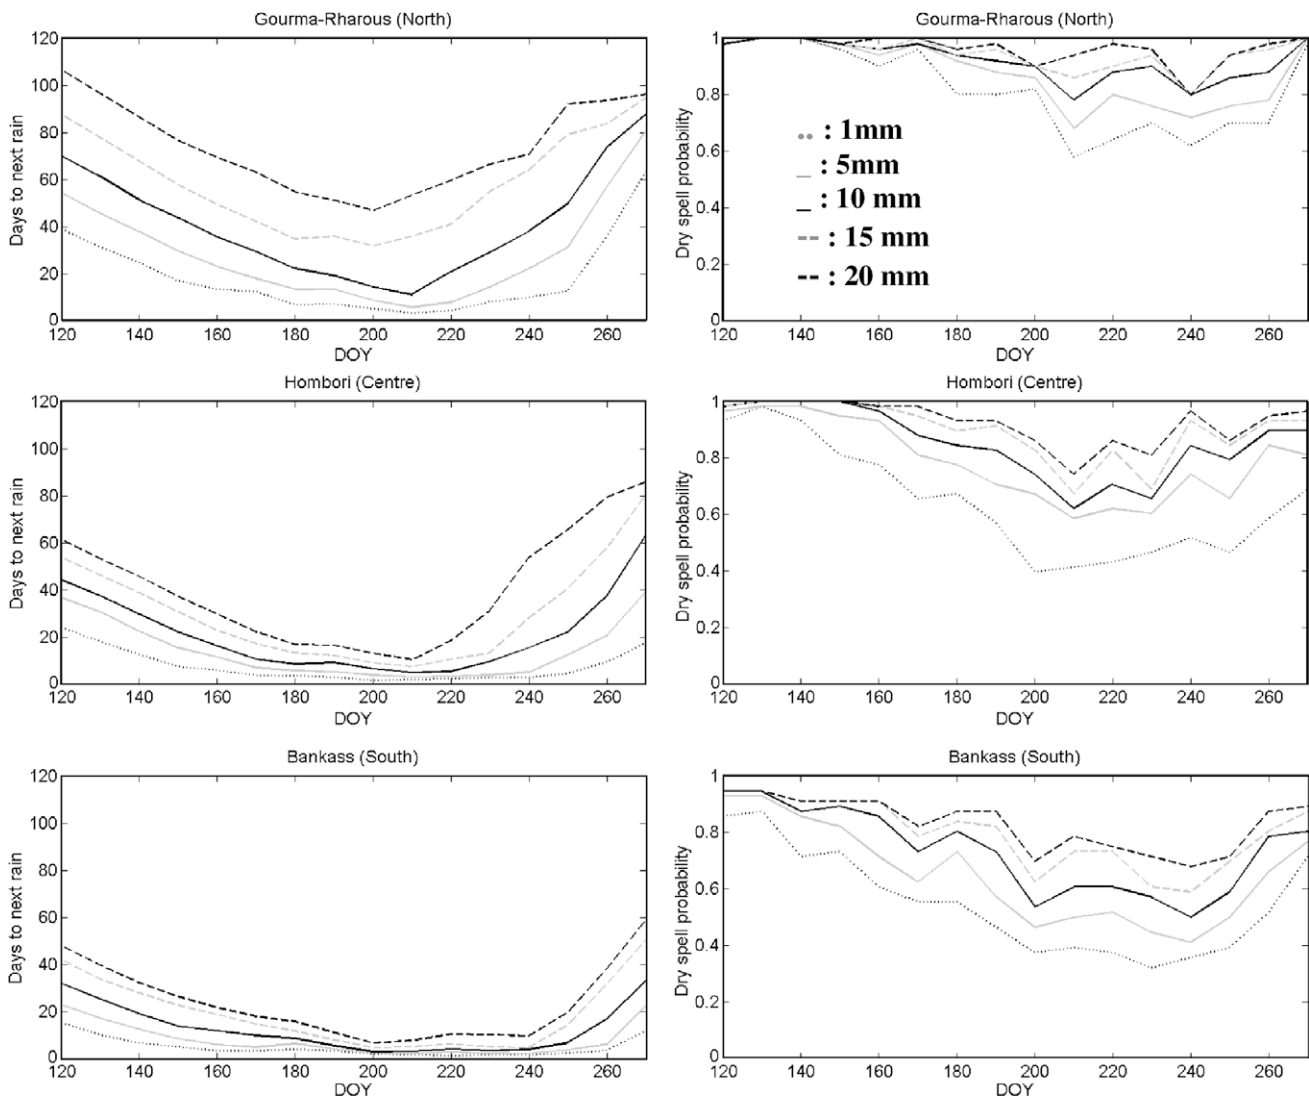 Gourma-Rharous (North)
120
100
80
60
40
20
0
Days to next rain
120 140 160 180 200 220 240 260
DOY
Gourma-Rharous (North)
1
0.8
0.6
0.4
0.2
0
Dry spell probability
: 1mm
: 5mm
: 10 mm
: 15 mm
: 20 mm
120 140 160 180 200 220 240 260
DOY
Hombori (Centre)
120
100
80
60
40
20
0
Days to next rain
120 140 160 180 200 220 240 260
DOY
Hombori (Centre)
1
0.8
0.6
0.4
0.2
0
Dry spell probability
120 140 160 180 200 220 240 260
DOY
Bankass (South)
120
100
80
60
40
20
0
Days to next rain
120 140 160 180 200 220 240 260
DOY
Bankass (South)
1
0.8
0.6
0.4
0.2
0
Dry spell probability
120 140 160 180 200 220 240 260
DOY